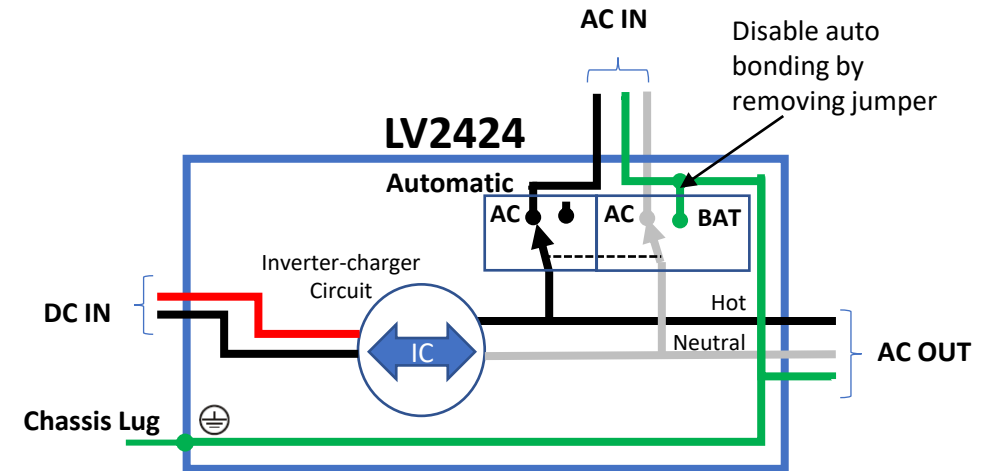 AC IN
Disable auto
bonding by
removing jumper
LV2424
Automatic
AC
AC
BAT
Inverter-charger
Circuit
DC IN
Hot
IC
Neutral
AC OUT
Chassis Lug